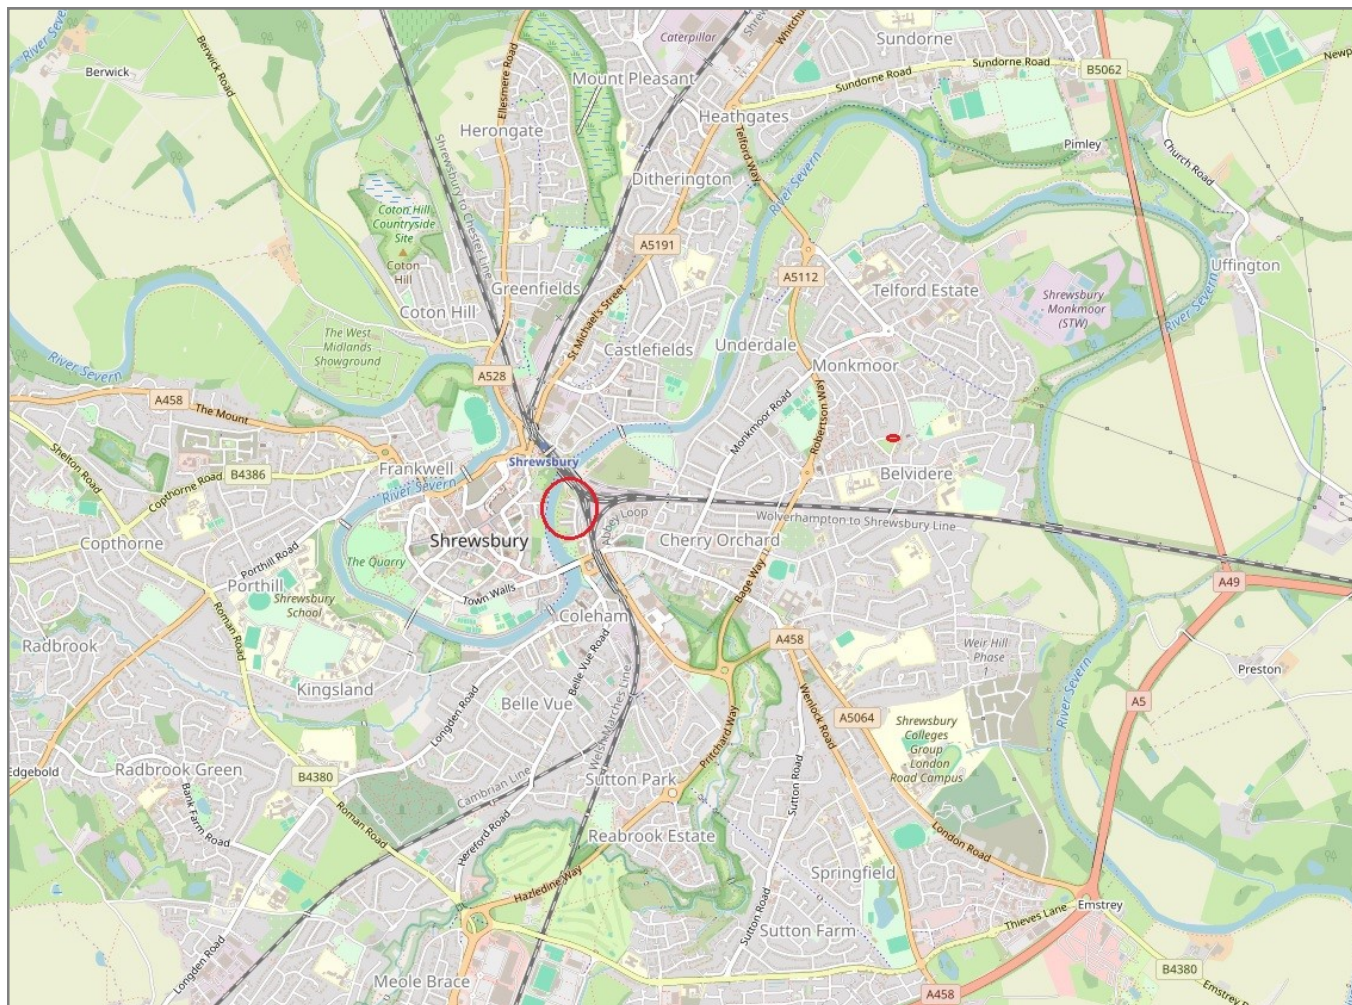 River Severn
Berwick
Berwick Road
Ellesmere Road
Caterpillar
Whitchu
Sundorne
Sundorne Road
B5062
Newp
Mount Pleasant
Sundorne Road
Heathgates
Herongate
Telford Way
Pimley
Church Road
Shrewsbury to Chester Line
Ditherington
River Severn
Coton Hill
Countryside
Site
A5191
Coton
Hill
A5112
Uffington
Greenfields
Telford Estate
Shrewsbury
Monkmoor
(STW)
River Severn
Coton Hill
St Michael's Street
The West
Midlands
Showground
Castlefields
Underdale
Monkmoor
River Severn
A528
A458
The Mount
Monkmoor Road
Robertson Way
Shelton Road
Frankwell
Shrewsbury
B4386
Copthorne Road
River Severn
Belvidere
Abbey Loop
Wolverhampton to Shrewsbury Line
Copthorne
Shrewsbury
Cherry Orchard
Porthill Road
The Quarry
A49
Porthill
Shrewsbury
School
Town Walls
Bage Way
Coleham
Roman Road
A458
Weir Hill
Phase
1
Radbrook
Belle Vue Road
Preston
Kingsland
River Severn
Belle Vue
Longden Road
Welsh Marches Line
Wenlock Road
A5
A5064
Shrewsbury
Colleges
Group
London
Road Campus
Pritchard Way
Edgebold
Radbrook Green
B4380
Cambrian Line
Sutton Park
Sutton Road
Bank Farm Road
Roman Road
Hereford Road
Reabrook Estate
London Road
Hazledine Way
Springfield
Emstrey
Thieves Lane
Sutton Road
Sutton Farm
Longden Road
Meole Brace
B4380
Emstrey B
A458